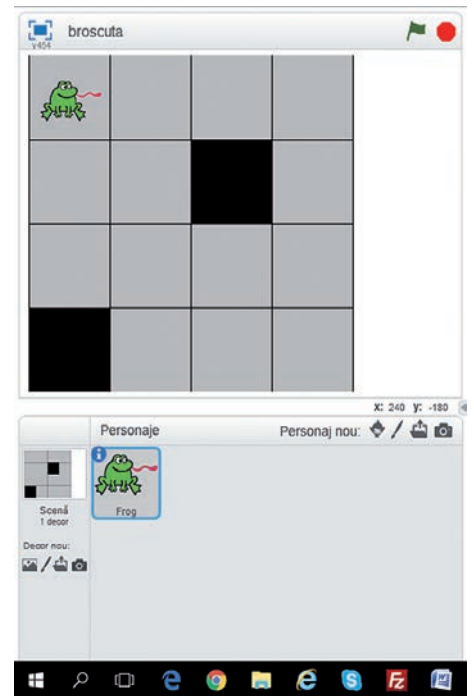 broscuta
v454
x: 240 y: -180
Personaje
Personaj nou:
Scenă
1 decor
Frog
Decor nou: